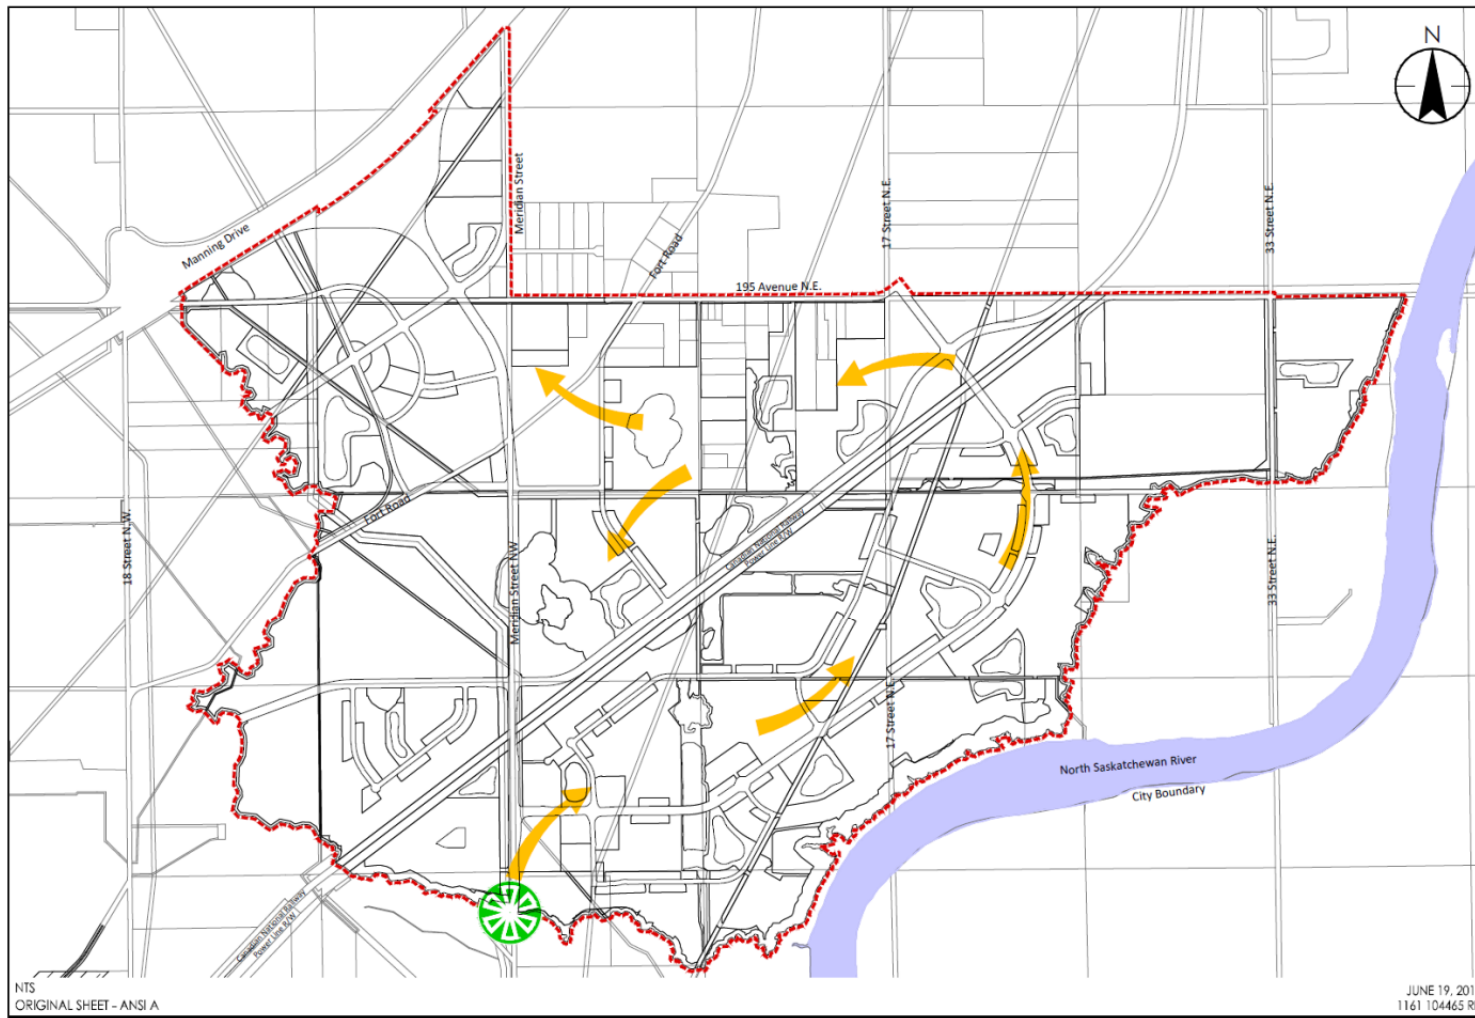 N
Manning Drive
Meridian Street
Fort Road
17 Street N.E.
33 Street N.E.
195 Avenue N.E.
18 Street N.W.
Fort Road
Meridian Street NW
Canadian National Railway
Power Line R/W
33 Street N.E.
17 Street N.E.
North Saskatchewan River
City Boundary
Canadian National Railway
Power Line R/W
NTS
ORIGINAL SHEET - ANSI A
JUNE 19, 201
1161 104465 R